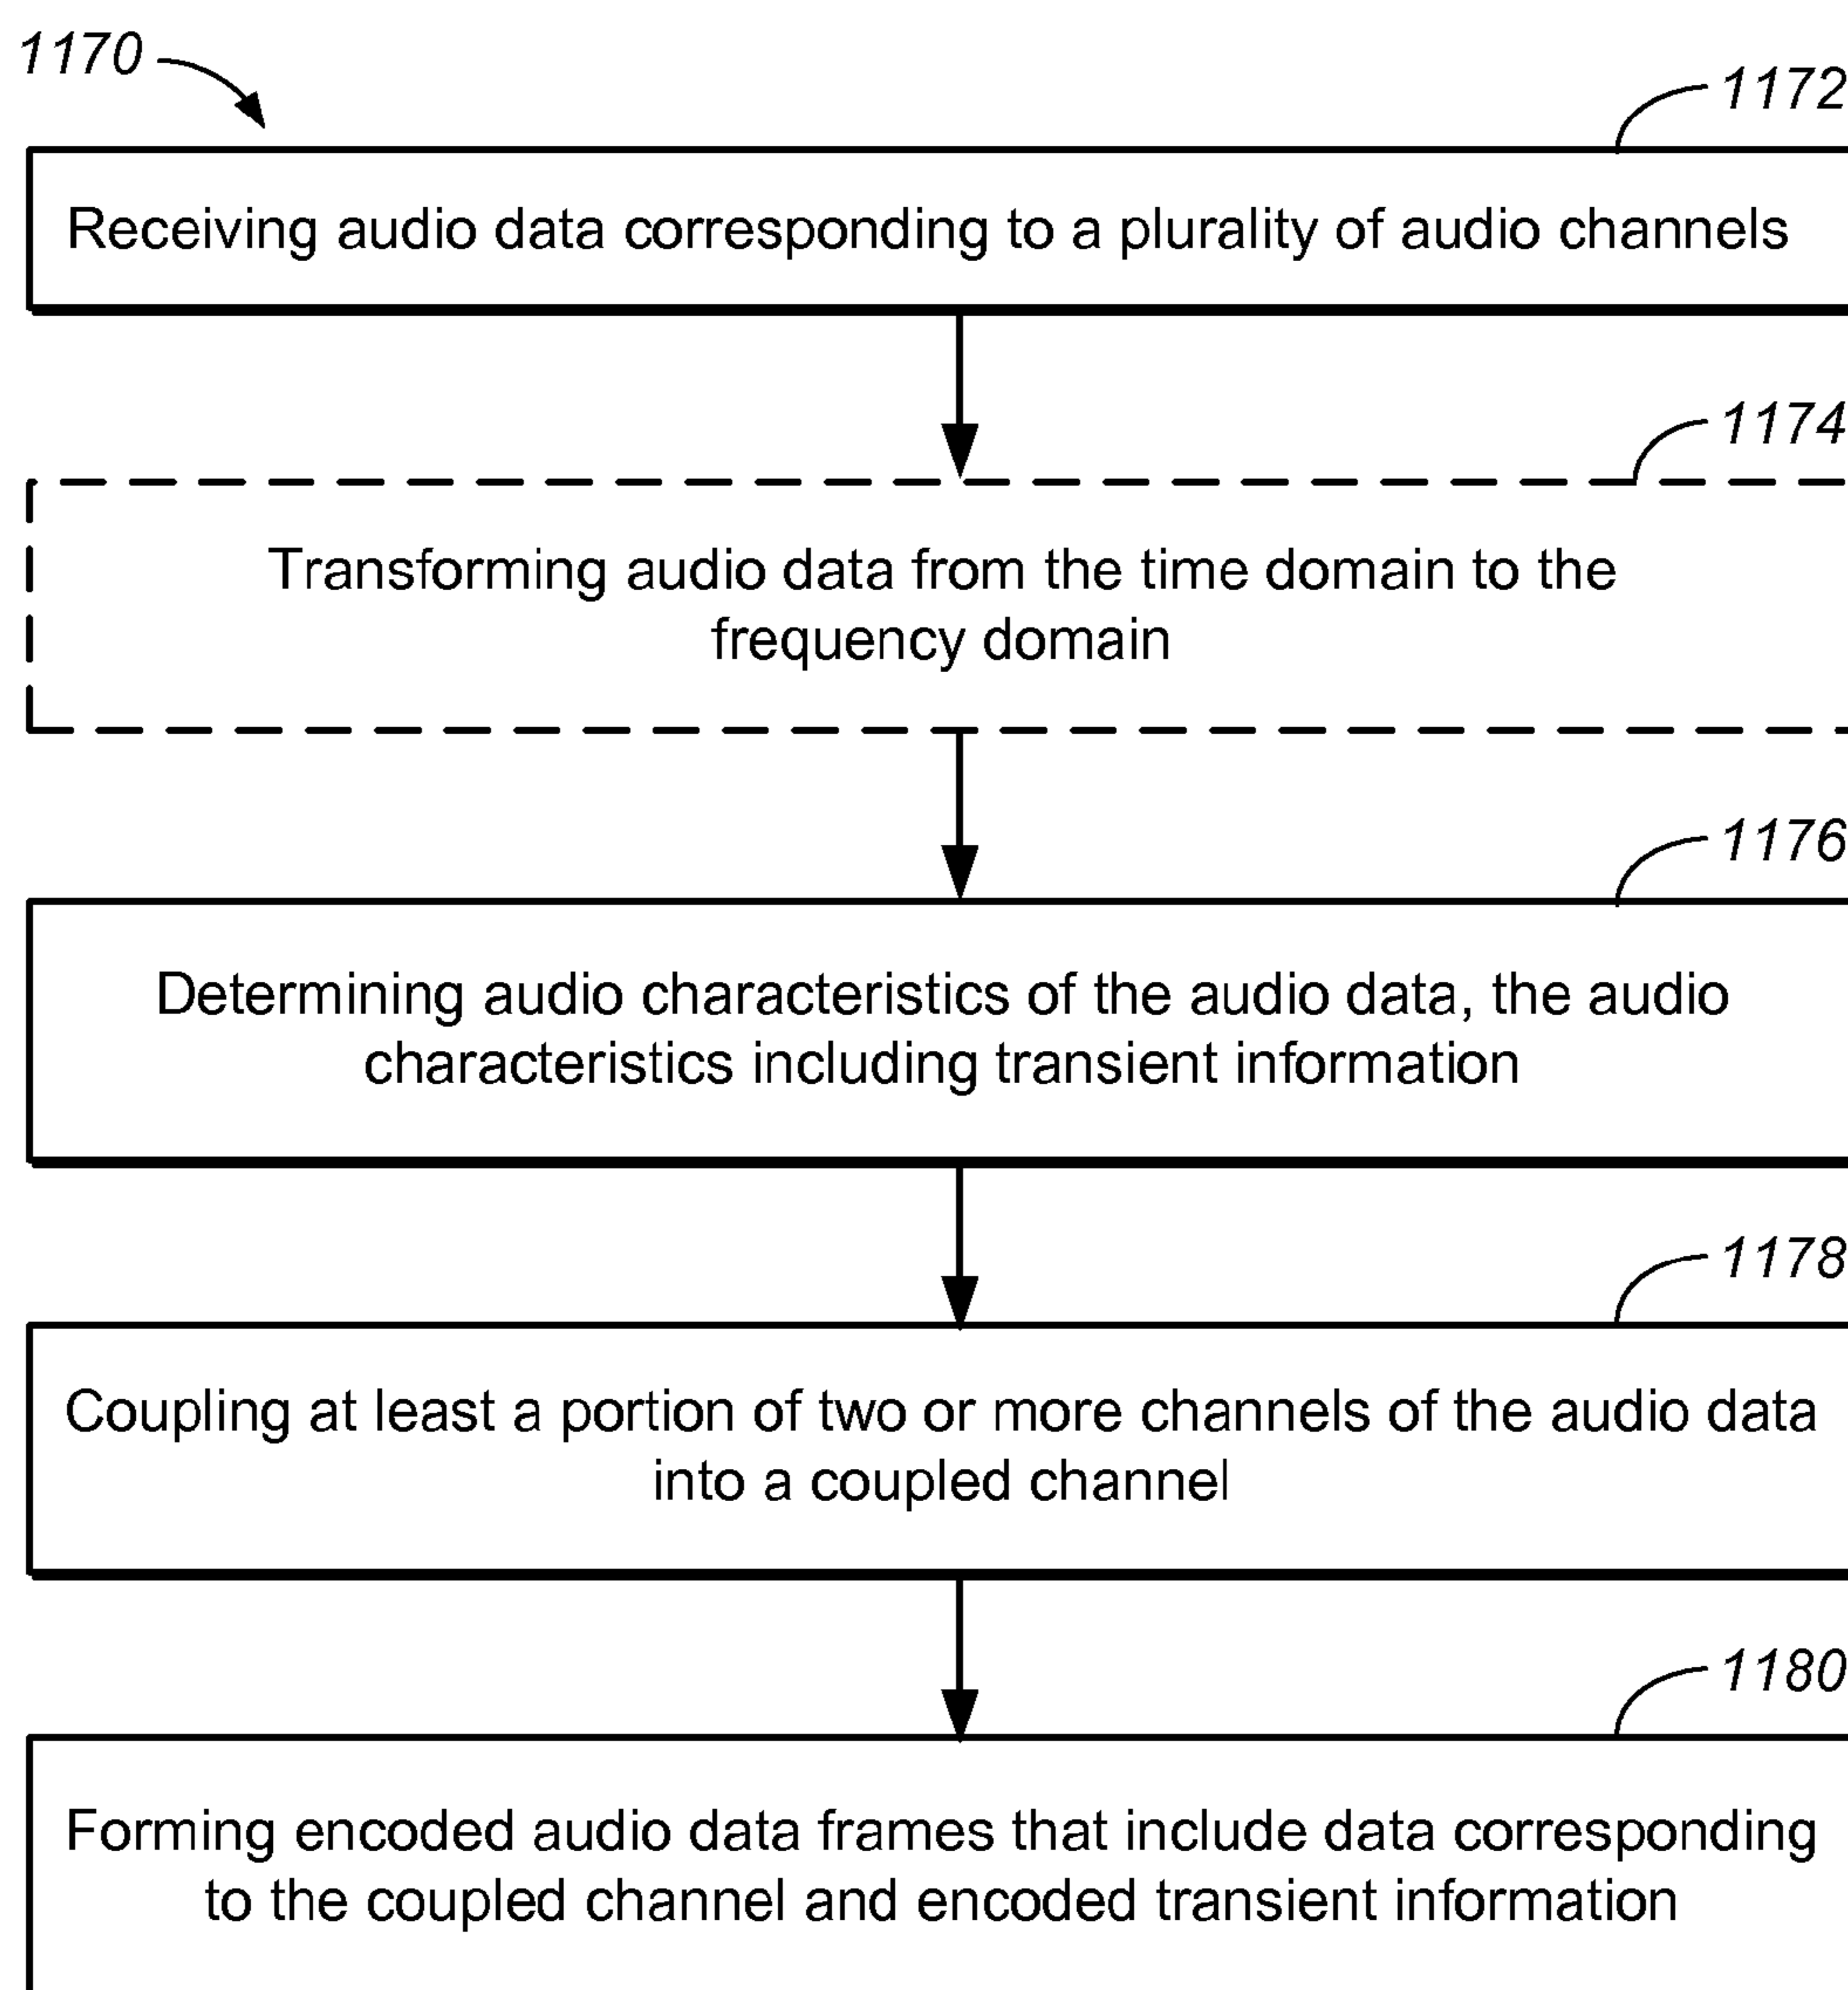 1170
1172
Receiving audio data corresponding to a plurality of audio channels
1174
Transforming audio data from the time domain to the
frequency domain
1176
Determining audio characteristics of the audio data, the audio
characteristics including transient information
1178
Coupling at least a portion of two or more channels of the audio data
into a coupled channel
1180
Forming encoded audio data frames that include data corresponding
to the coupled channel and encoded transient information